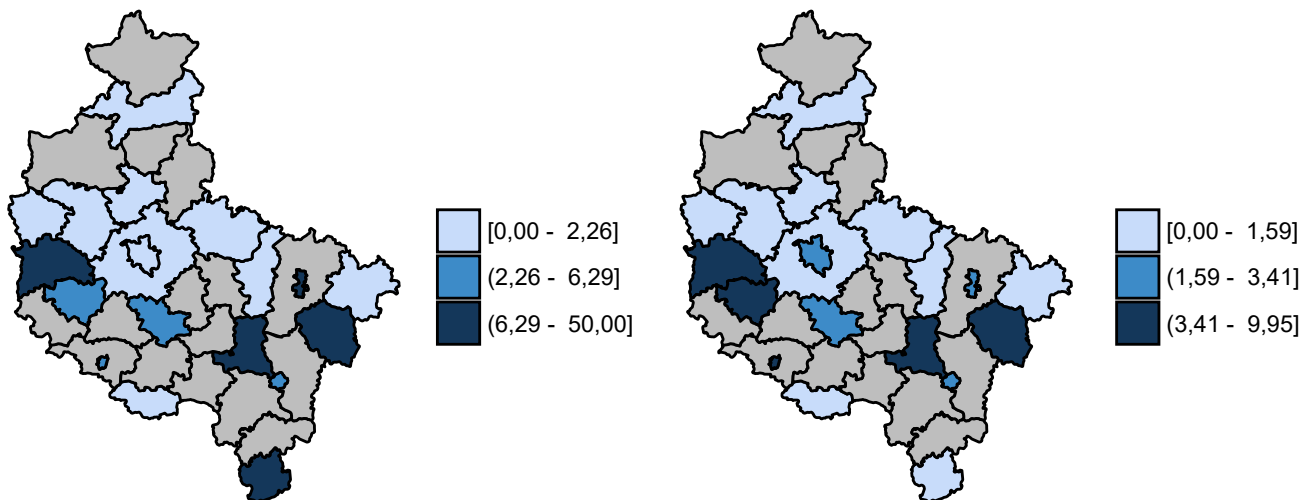 [0,00 -  2,26]
(2,26 -  6,29]
(6,29 - 50,00]
[0,00 -  1,59]
(1,59 -  3,41]
(3,41 -  9,95]